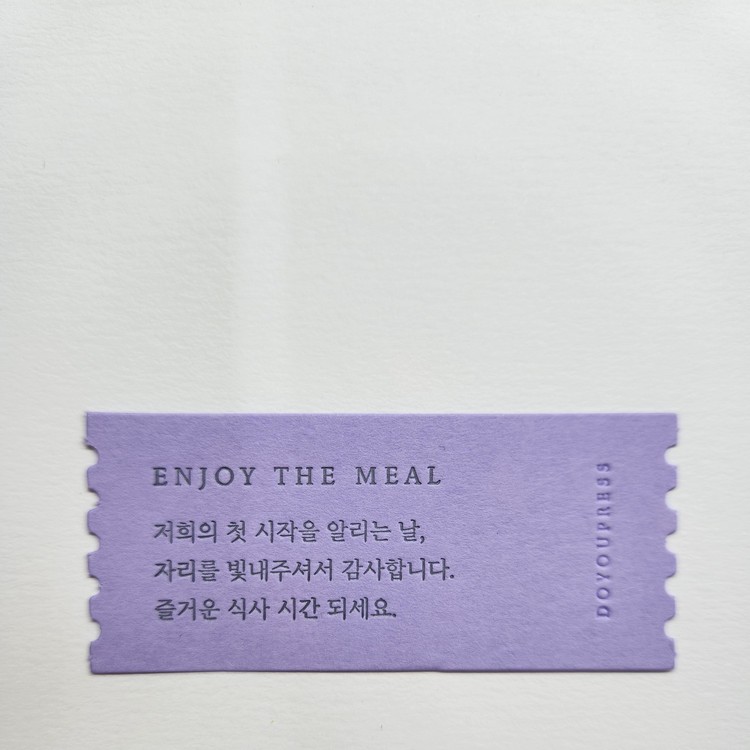 ENJOY THE MEAL
저희의 첫 시작을 알리는 날,
자리를 빛내주셔서 감사합니다.
즐거운 식사 시간 되세요.
DOYOUPRESS